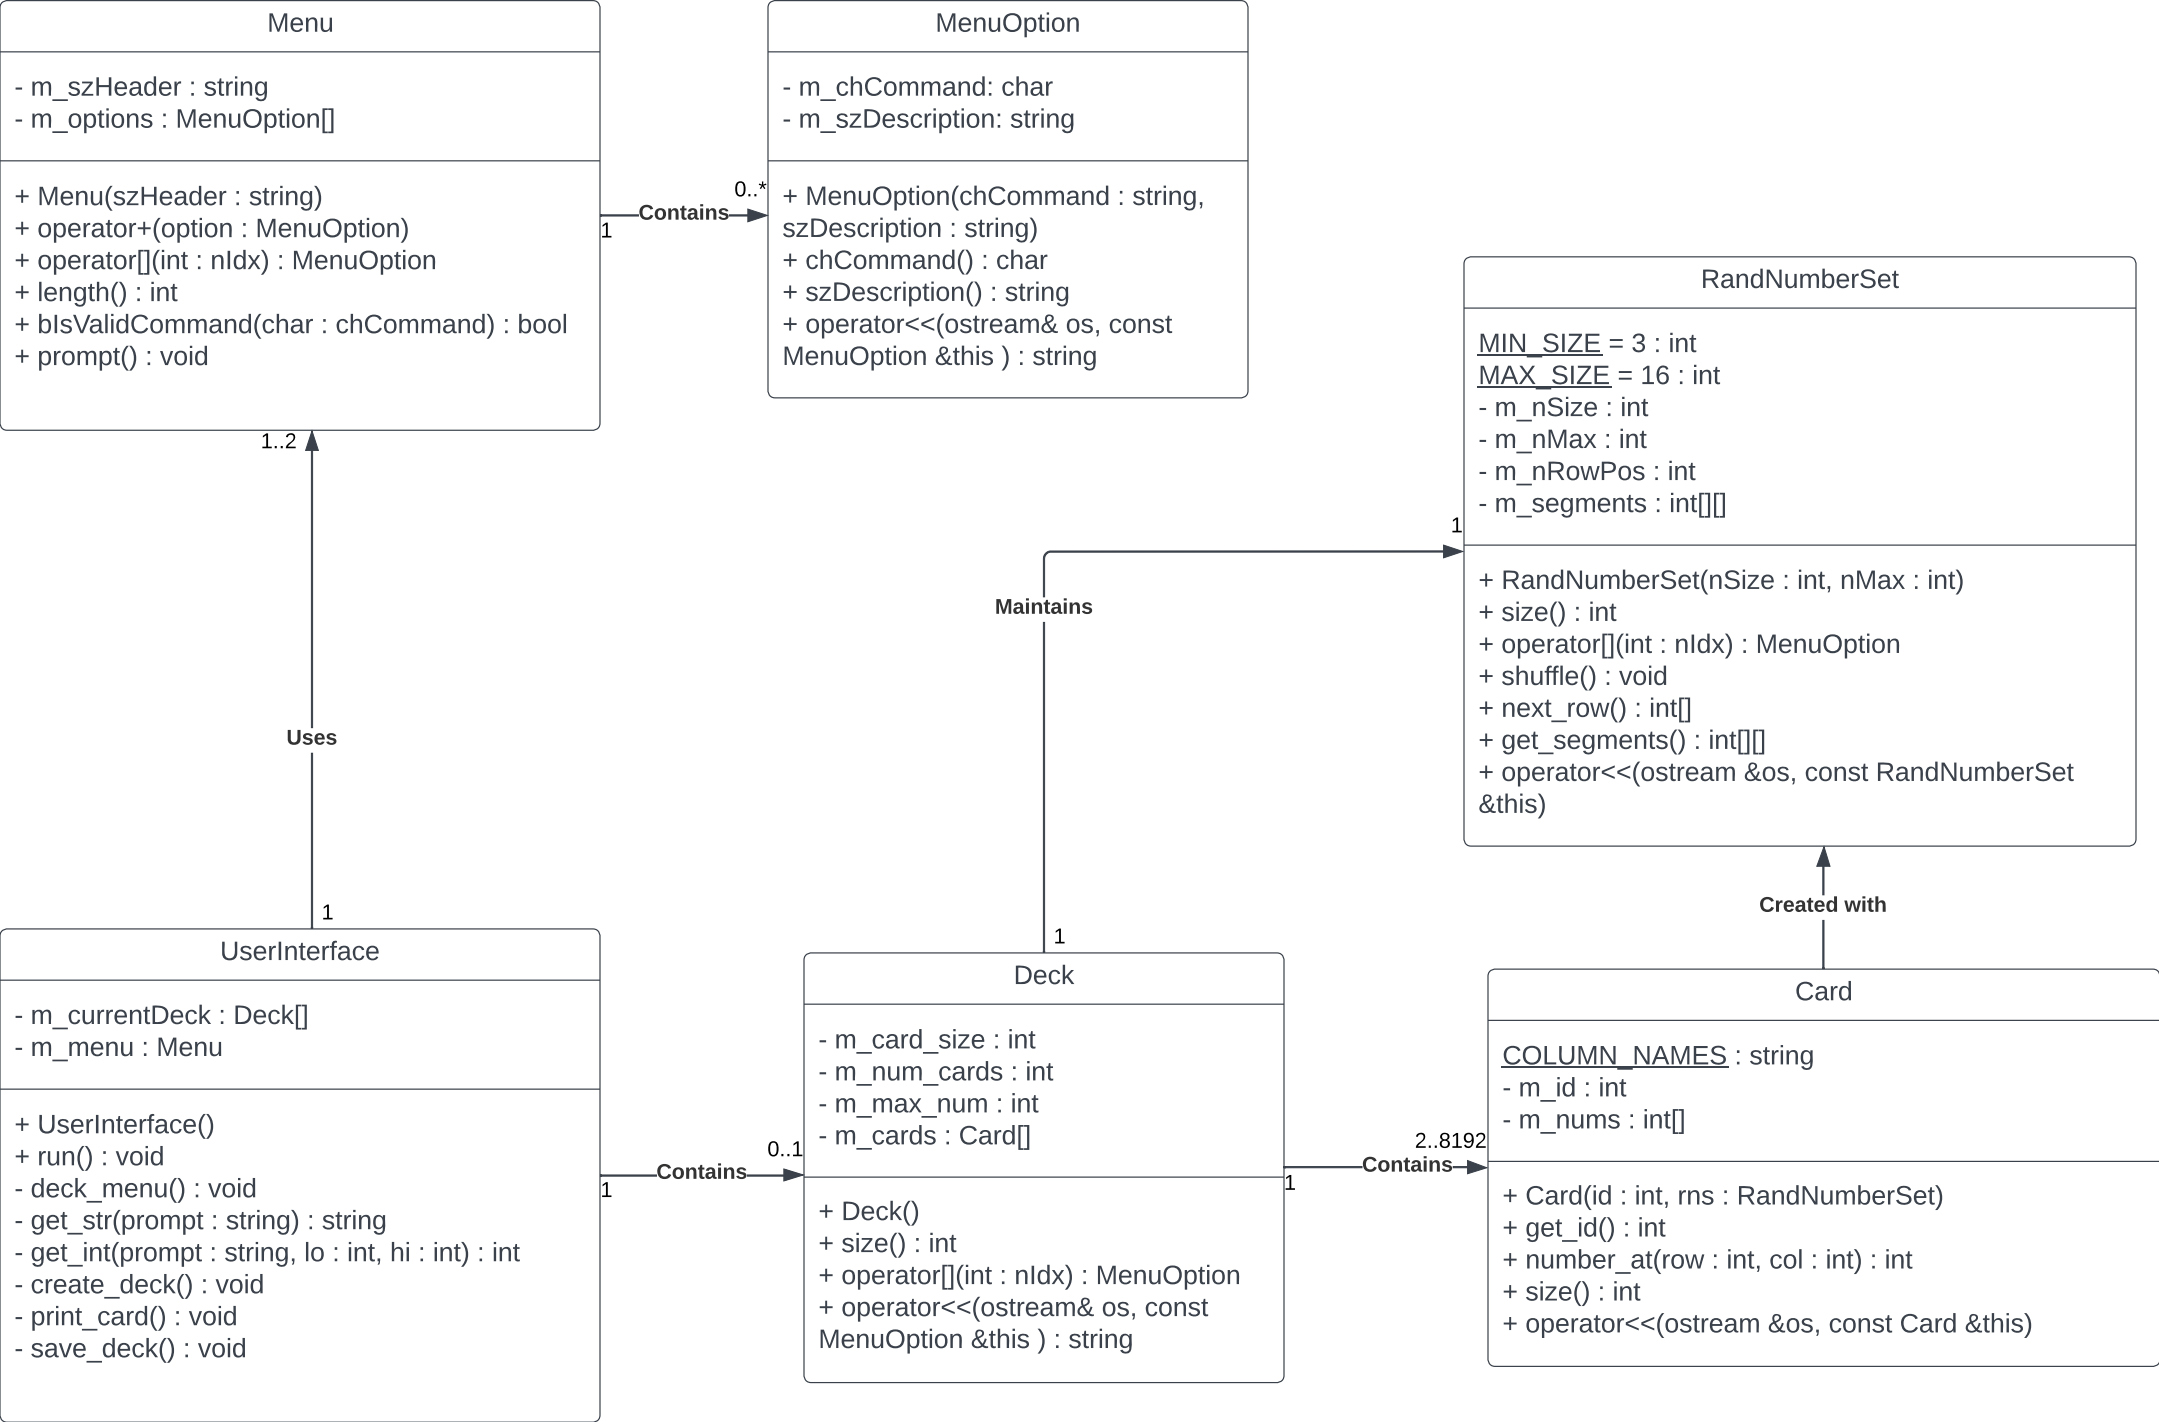 Menu
- m_szHeader : string
- m_options : MenuOption[]
+ Menu(szHeader : string)
+ operator+(option : MenuOption)
+ operator[](int : nIdx) : MenuOption
+ length() : int
+ bIsValidCommand(char : chCommand) : bool
+ prompt() : void
Contains
1
0..*
MenuOption
- m_chCommand: char
- m_szDescription: string
+ MenuOption(chCommand : string,
szDescription : string)
+ chCommand() : char
+ szDescription() : string
+ operator<<(ostream& os, const
MenuOption &this ) : string
RandNumberSet
MIN_SIZE = 3 : int
MAX_SIZE = 16 : int
- m_nSize : int
- m_nMax : int
- m_nRowPos : int
- m_segments : int[][]
+ RandNumberSet(nSize : int, nMax : int)
+ size() : int
+ operator[](int : nIdx) : MenuOption
+ shuffle() : void
+ next_row() : int[]
+ get_segments() : int[][]
+ operator<<(ostream &os, const RandNumberSet
&this)
1..2
Uses
1
1
Maintains
1
Created with
UserInterface
- m_currentDeck : Deck[]
- m_menu : Menu
+ UserInterface()
+ run() : void
- deck_menu() : void
- get_str(prompt : string) : string
- get_int(prompt : string, lo : int, hi : int) : int
- create_deck() : void
- print_card() : void
- save_deck() : void
0..1
Contains
1
Deck
- m_card_size : int
- m_num_cards : int
- m_max_num : int
- m_cards : Card[]
+ Deck()
+ size() : int
+ operator[](int : nIdx) : MenuOption
+ operator<<(ostream& os, const
MenuOption &this ) : string
2..8192
Contains
1
Card
COLUMN_NAMES : string
- m_id : int
- m_nums : int[]
+ Card(id : int, rns : RandNumberSet)
+ get_id() : int
+ number_at(row : int, col : int) : int
+ size() : int
+ operator<<(ostream &os, const Card &this)